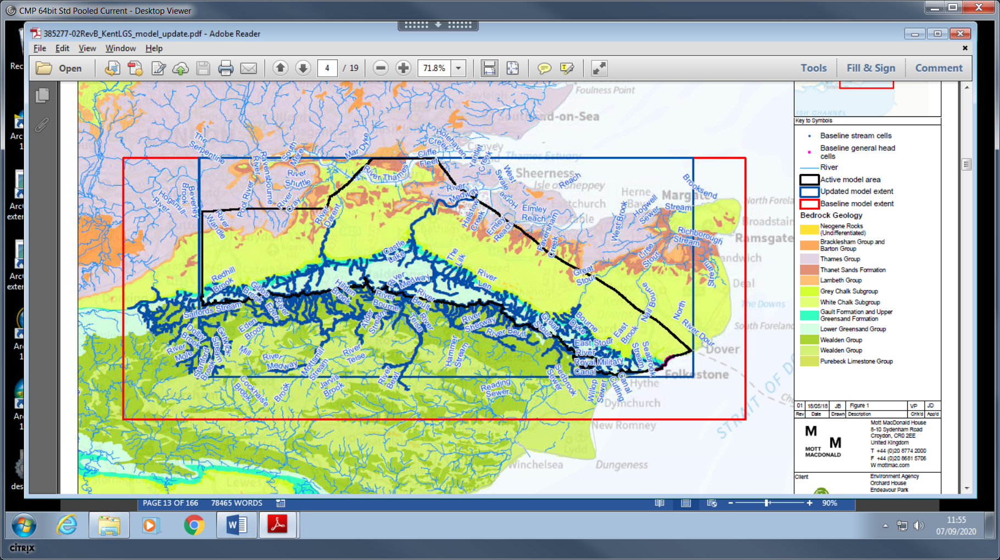 CMP 64bit Std Pooled Current - Desktop Viewer
385277-02RevB_KentLGS_model_update.pdf - Adobe Reader
File Edit View Window Help
Open
4 / 19
71.8%
Tools Fill & Sign Comment
Rec
Arc
1
Arc
exter
Arc
exter
Arc
1
Arc
1
des
Foulness Point
Rayleigh
Southend-on-Sea
LONDON
Canvey
Thames Estuary
Sheerness
Isle of Sheppey
Herne
Bay
Margate
North Forela
Broadstair
Ramsgate
Sandwich
Deal
The Downs
South Foreland
Dover
Folkestone
Hythe
Dymchurch
New Romney
Lydd
Winchelsea
Dungeness
Dorking
Lewes
STRAIT OF DO
The
Serpentine
Mar Dyke
Holehaven
Creek
Cliffe
Fleet
Yantlet
Creek
South
Mere
Ravensbourne
River
River
Shuttle
River Thames
West
Swale
Reach
Hogsmill
River
Beverley
Brook
Pool River
River
Cray
River
Wandle
River
Darent
River
Medway
Halstow
Creek
Horse
Reach
Elmley
Reach
Faversham
Creek
West Brook
Hogwell
Sewer
Brooksend
Stream
Richborough
Stream
Little
Stour
Great
Stour
Castle
Lake
The
Lilk
River
Len
Redhill
Brook
Gibbs
Brook
River
Eden
Salfords Stream
Hilden
Brook
River
Medway
River
Bourne
River
Beult
Alder
Stream
River
Teise
River
Sherway
River Beult
Great
Stour
Bourne
Dyke
East
Brook
Nail Bourne
North
Stream
River Dour
Dolby
Brook
Gatwick
Stream
Eden
Brook
Mill
River
Mole
Stanford
Brook
River
Medway
Mottsmill
Stream
River
Teise
Hammer
Stream
East Stour
River
Royal Military
Canal
Seabrook
Stream
Cockhaise
Brook
Brook
Jarvis
Brook
River
Bewl
Reading
Sewer
Seabrook
Sewer
Willop
Sewer
Canal
Cutting
ISH CHANNEL
Key to Symbols
Baseline stream cells
Baseline general head
cells
River
Active model area
Updated model extent
Baseline model extent
Bedrock Geology
Neogene Rocks
(Undifferentiated)
Bracklesham Group and
Barton Group
Thames Group
Thanet Sands Formation
Lambeth Group
Grey Chalk Subgroup
White Chalk Subgroup
Gault Formation and Upper
Greensand Formation
Lower Greensand Group
Wealden Group
Wealden Group
Purbeck Limestone Group
01 18/05/18 JB Figure 1 VP JD
Rev Date Drawn Description Ch'k'd App'd
M
M
MOTT
MACDONALD
Mott MacDonald House
8-10 Sydenham Road
Croydon, CR0 2EE
United Kingdom
T +44 (0)20 8774 2000
F +44 (0)20 8681 5706
W mottmac.com
Client
Environment Agency
Orchard House
Endeavour Park
PAGE 13 OF 166 78465 WORDS
90%
11:55
07/09/2020
CITRIX